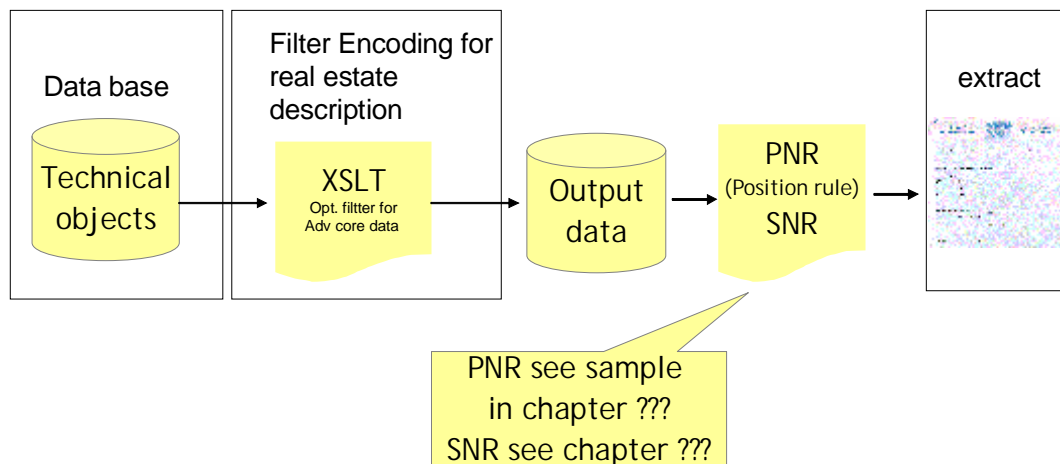 Data base
Technical
objects
Filter Encoding for
real estate
description
XSLT
Opt. filtter for
Adv core data
Output
data
PNR
(Position rule)
SNR
extract
PNR see sample
in chapter ???
SNR see chapter ???